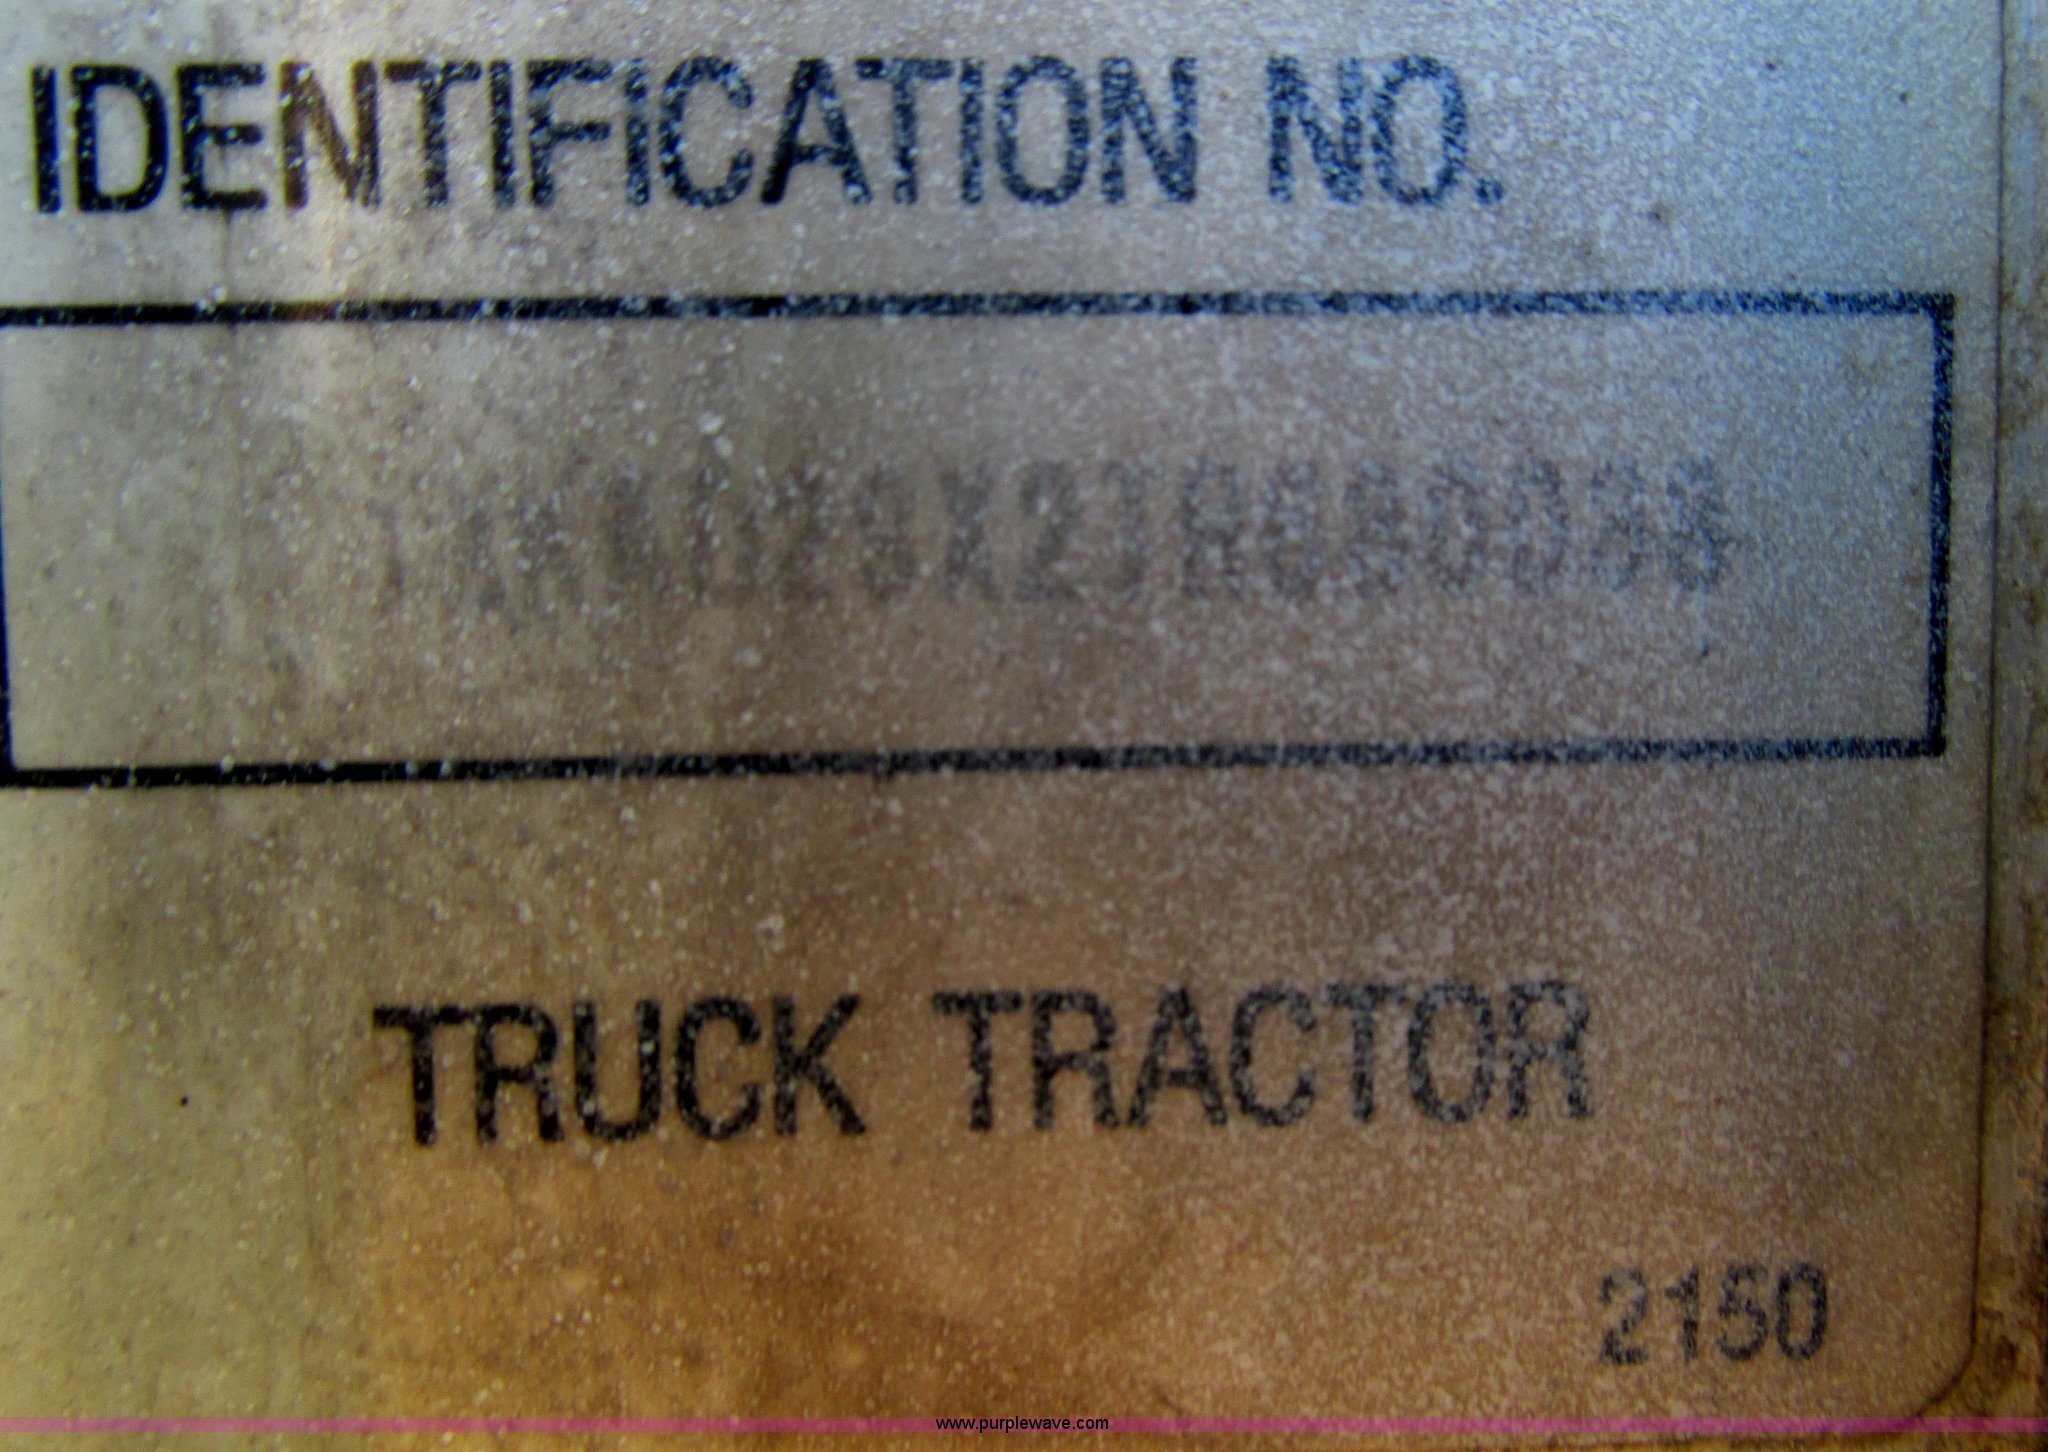 IDENTIFICATION NO.
TRUCK TRACTOR
2150
www.purplewave.com